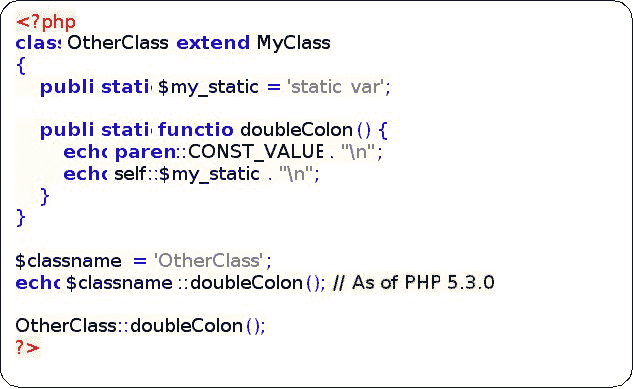 <?php
class OtherClass extend MyClass
{
publi stati $my_static = 'static var';
publi stati functio doubleColon() {
echo paren::CONST_VALUE . "\n";
echo self::$my_static . "\n";
}
}
$classname = 'OtherClass';
echo $classname::doubleColon(); // As of PHP 5.3.0
OtherClass::doubleColon();
?>